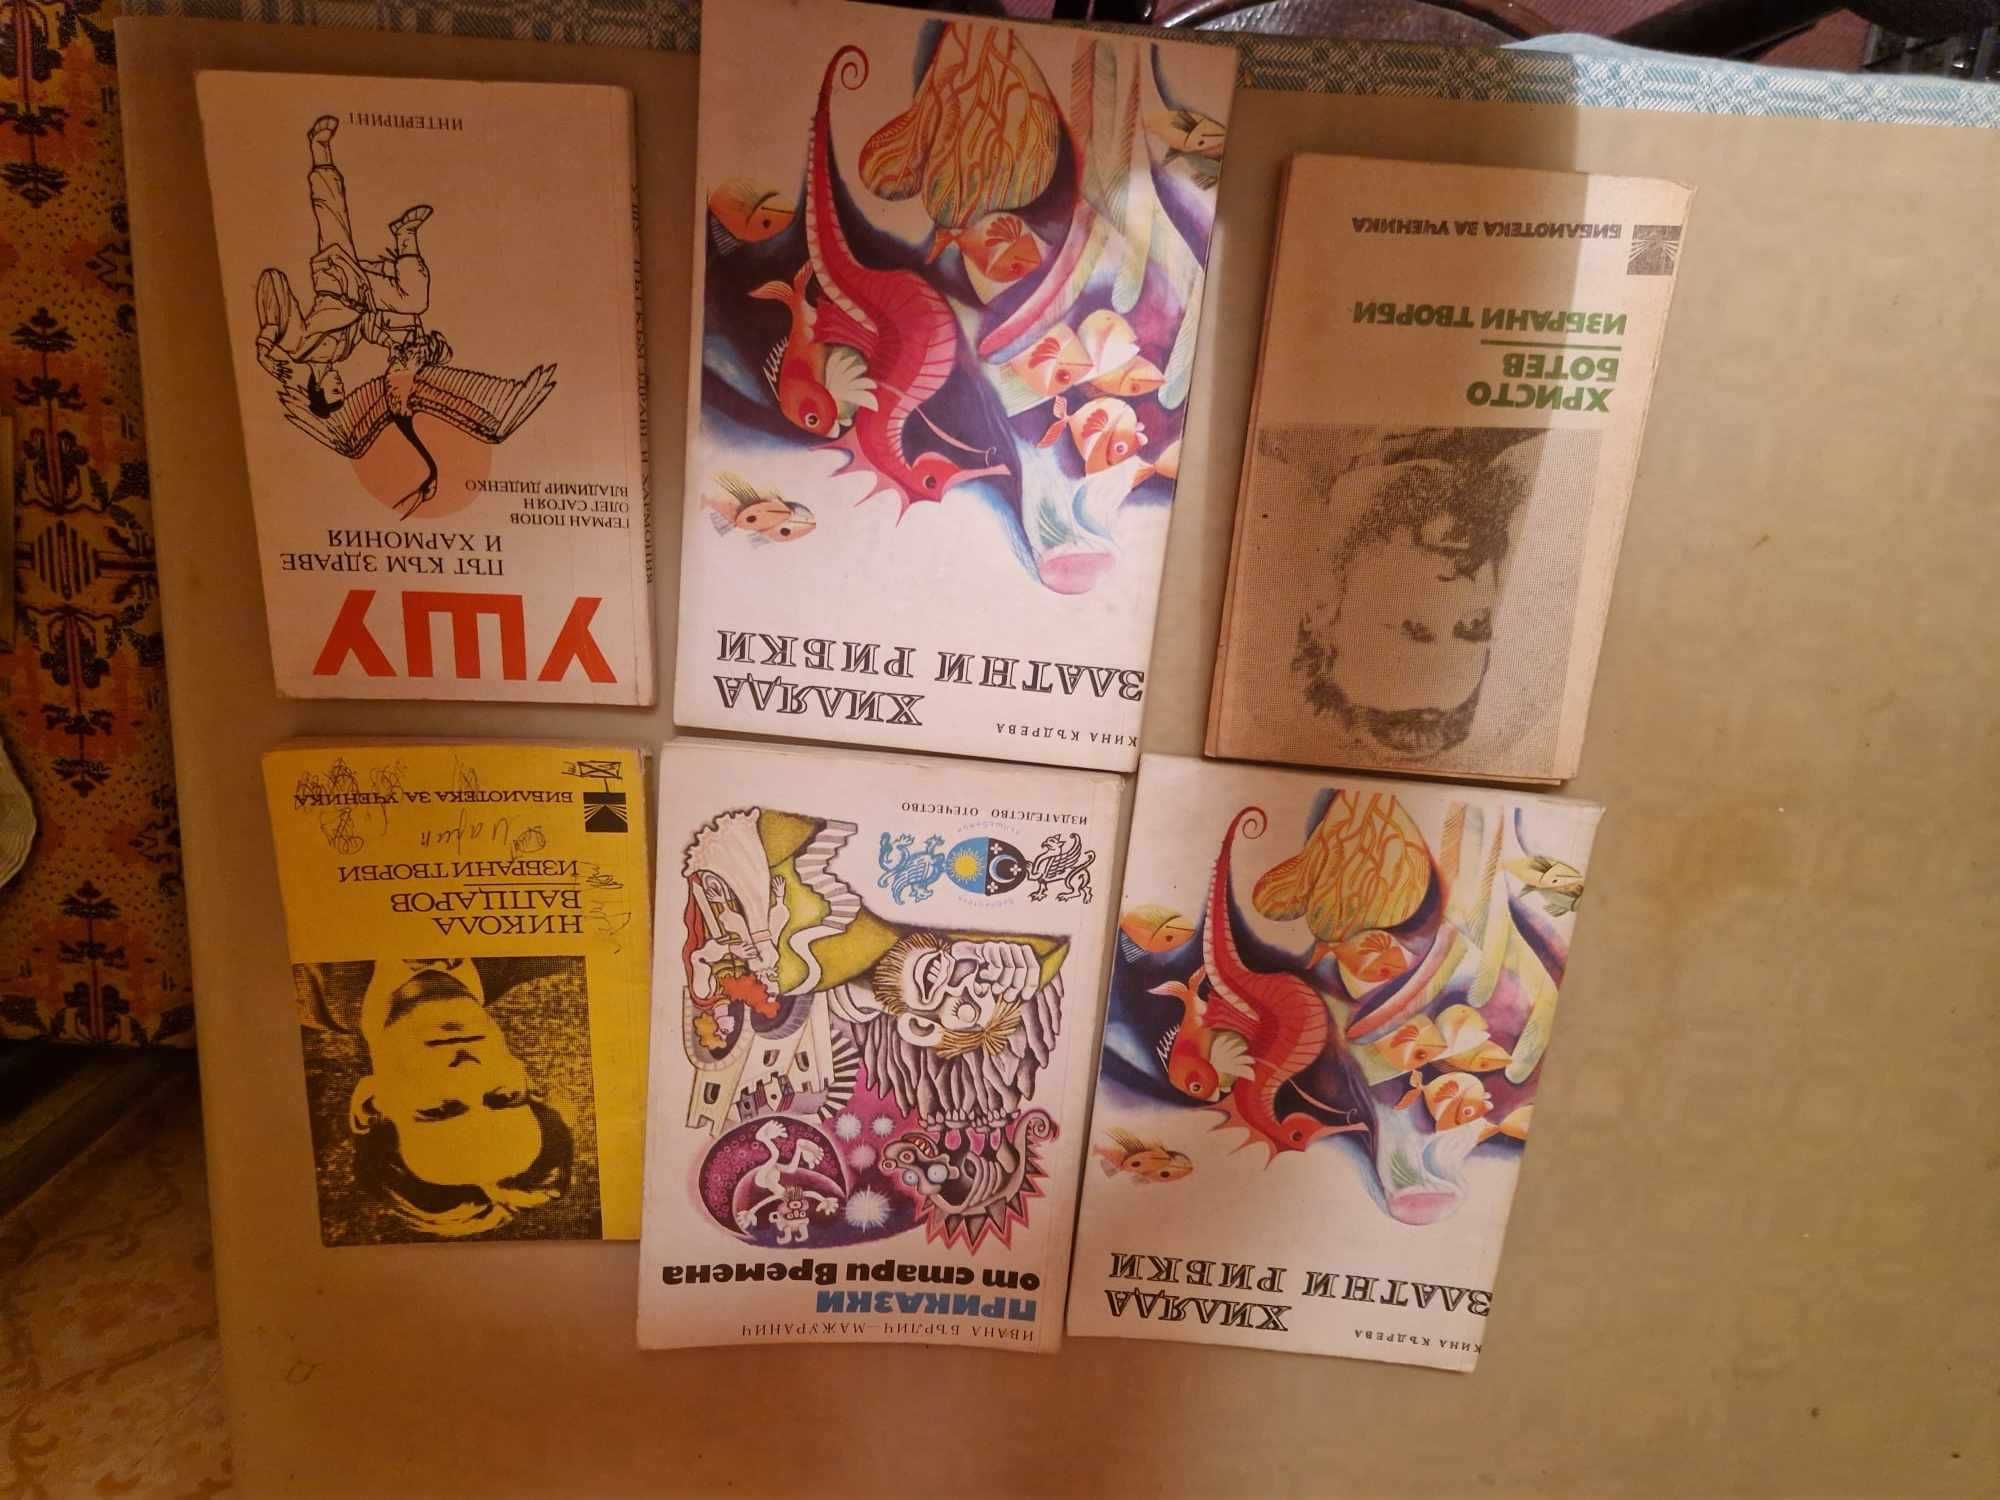 УШУ
ПЪТ КЪМ ЗДРАВЕ
И ХАРМОНИЯ
ГЕРМАН ПОПОВ
ОЛЕГ САГОЯН
ВЛАДИМИР ДИДЕНКО
ИНТЕРПРИНТ
КИНА КЪДРЕВА
ХИЛЯДА
ЗЛАТНИ РИБКИ
ХРИСТО
БОТЕВ
ИЗБРАНИ ТВОРБИ
БИБЛИОТЕКА ЗА УЧЕНИКА
НИКОЛА
ВАПЦАРОВ
ИЗБРАНИ ТВОРБИ
БИБЛИОТЕКА ЗА УЧЕНИКА
ИВАНА БЪРЛИЧ—МАЖУРАНИЧ
ПРИКАЗКИ
от стари времена
ИЗДАТЕЛСТВО ОТЕЧЕСТВО
КИНА КЪДРЕВА
ХИЛЯДА
ЗЛАТНИ РИБКИ